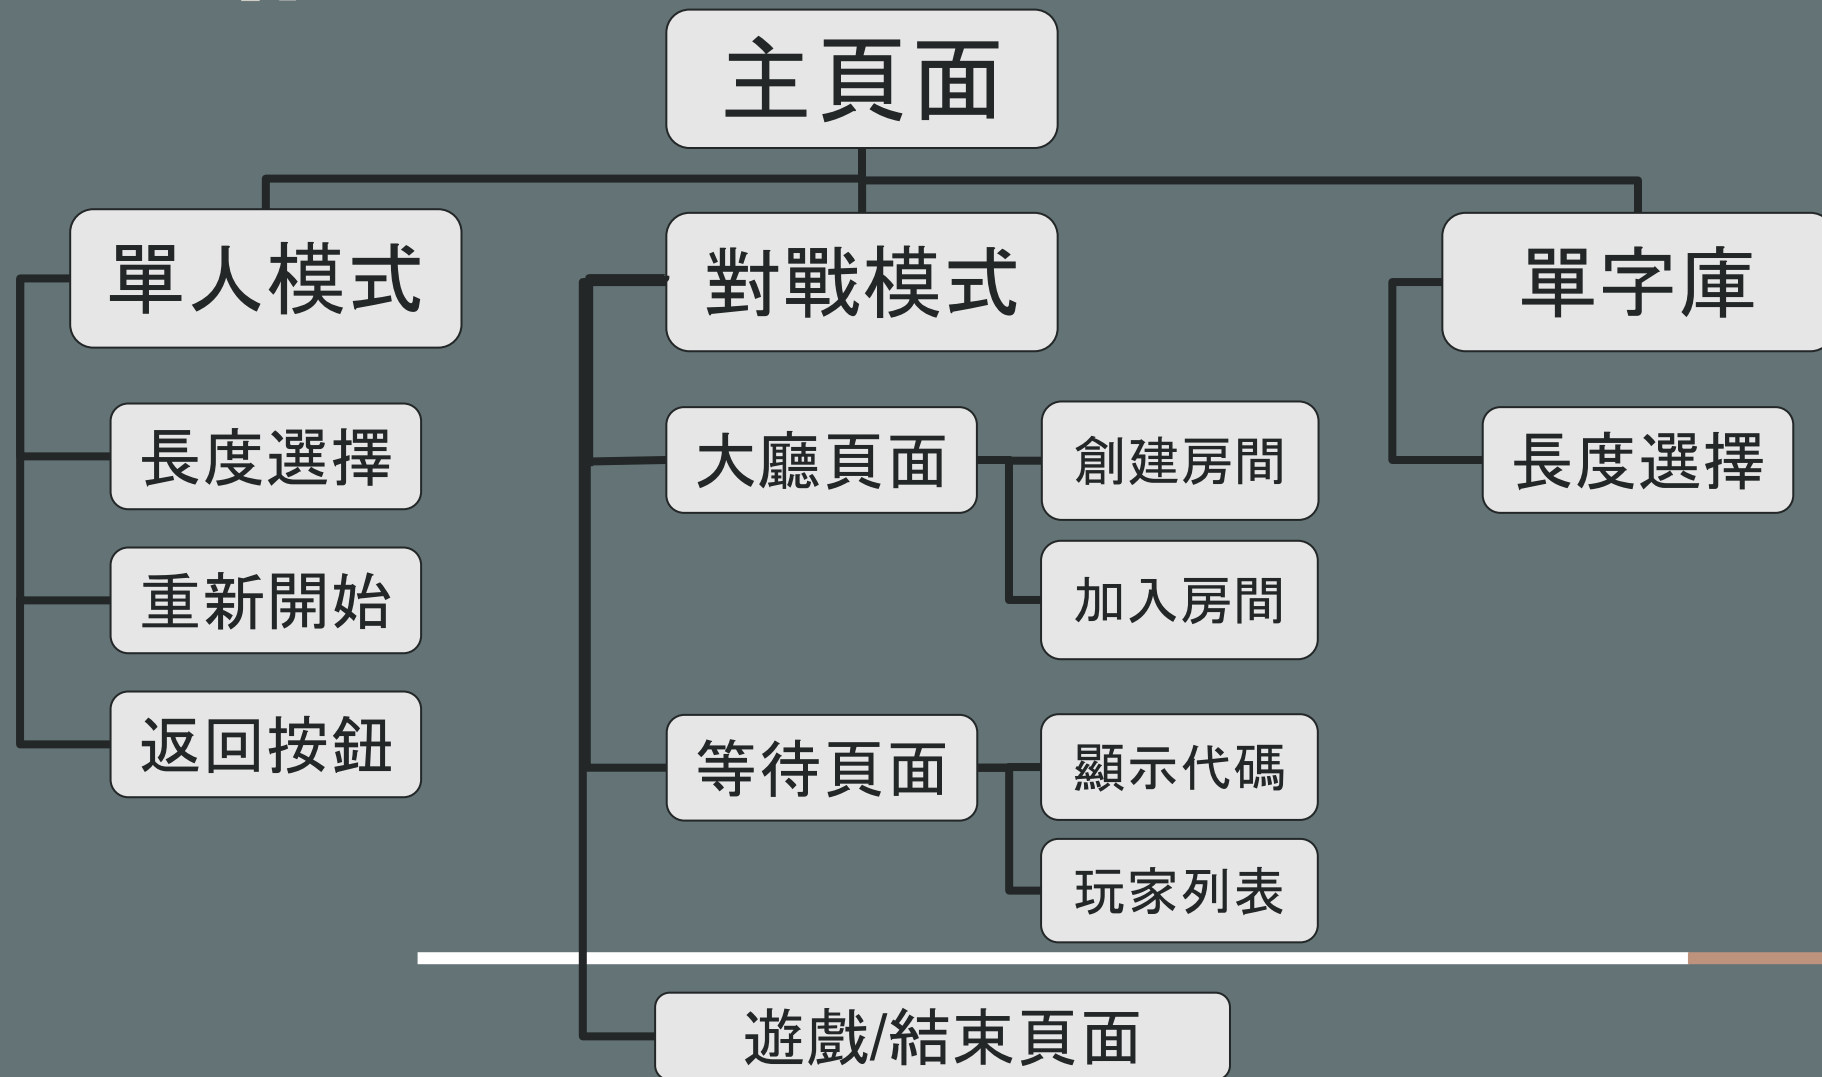 主頁面
單人模式
長度選擇
重新開始
返回按鈕
對戰模式
大廳頁面
創建房間
加入房間
等待頁面
顯示代碼
玩家列表
遊戲/結束頁面
單字庫
長度選擇